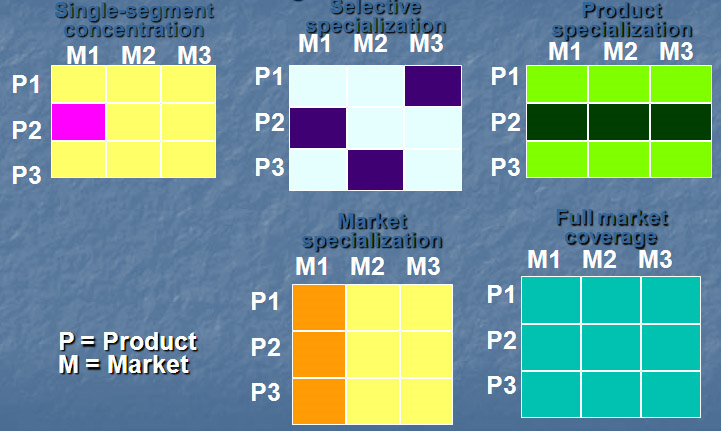 Single-segment
concentration
M1 M2 M3
P1
P2
P3
Selective
specialization
M1 M2 M3
P1
P2
P3
Product
specialization
M1 M2 M3
P1
P2
P3
Market
specialization
M1 M2 M3
P1
P2
P3
Full market
coverage
M1 M2 M3
P1
P2
P3
P = Product
M = Market